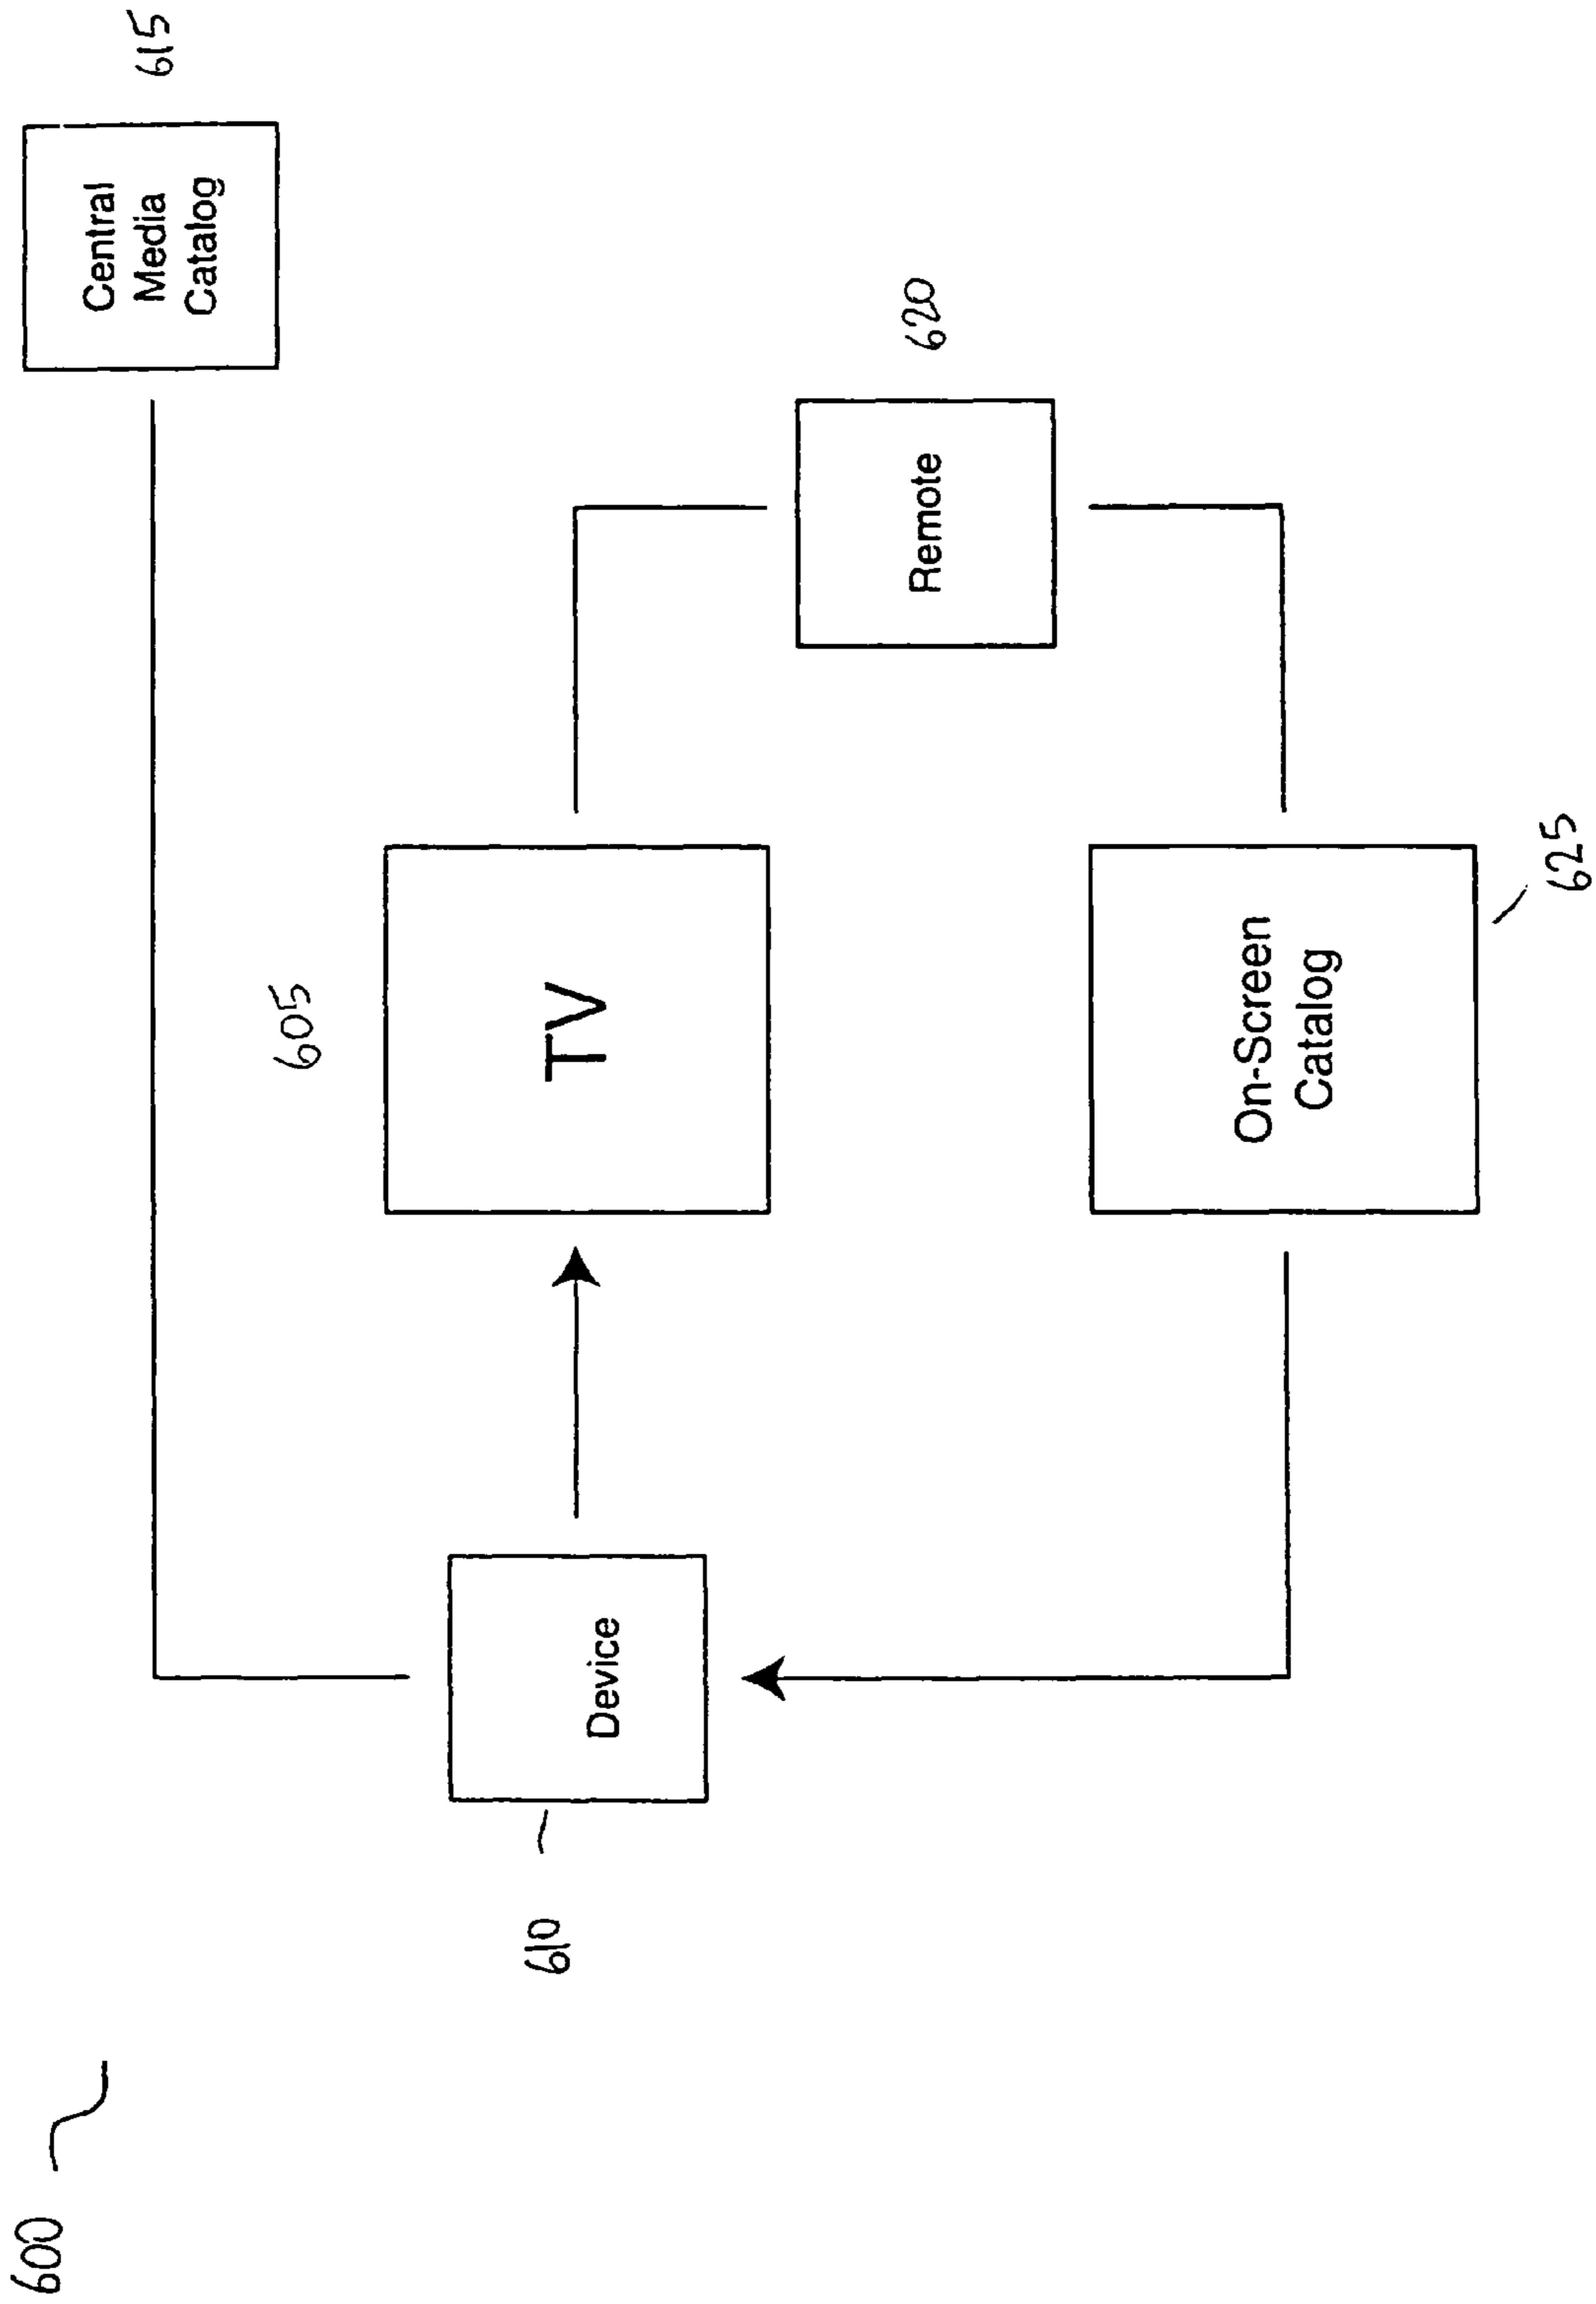 600
615
Central
Media
Catalog
605
TV
610
Device
620
Remote
On-Screen
Catalog
625